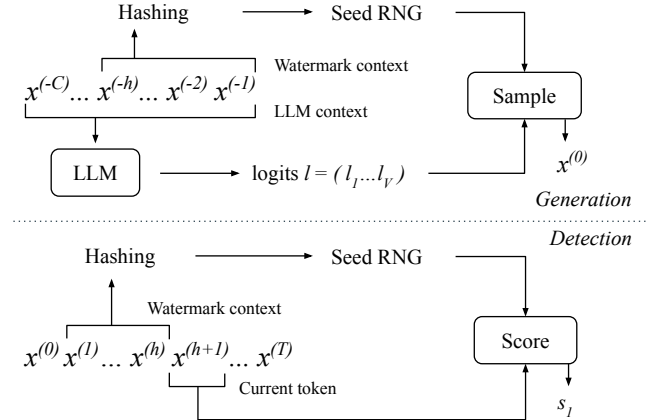 Hashing Seed RNG
Watermark context
x^(-C)... x^(-h)... x^(-2) x^(-1)
Sample
LLM context
LLM logits l = ( l_1...l_V ) x^(0)
Generation
Detection
Hashing Seed RNG
Watermark context
Score
x^(0) x^(1)... x^(h) x^(h+1)... x^(T)
Current token
s_1